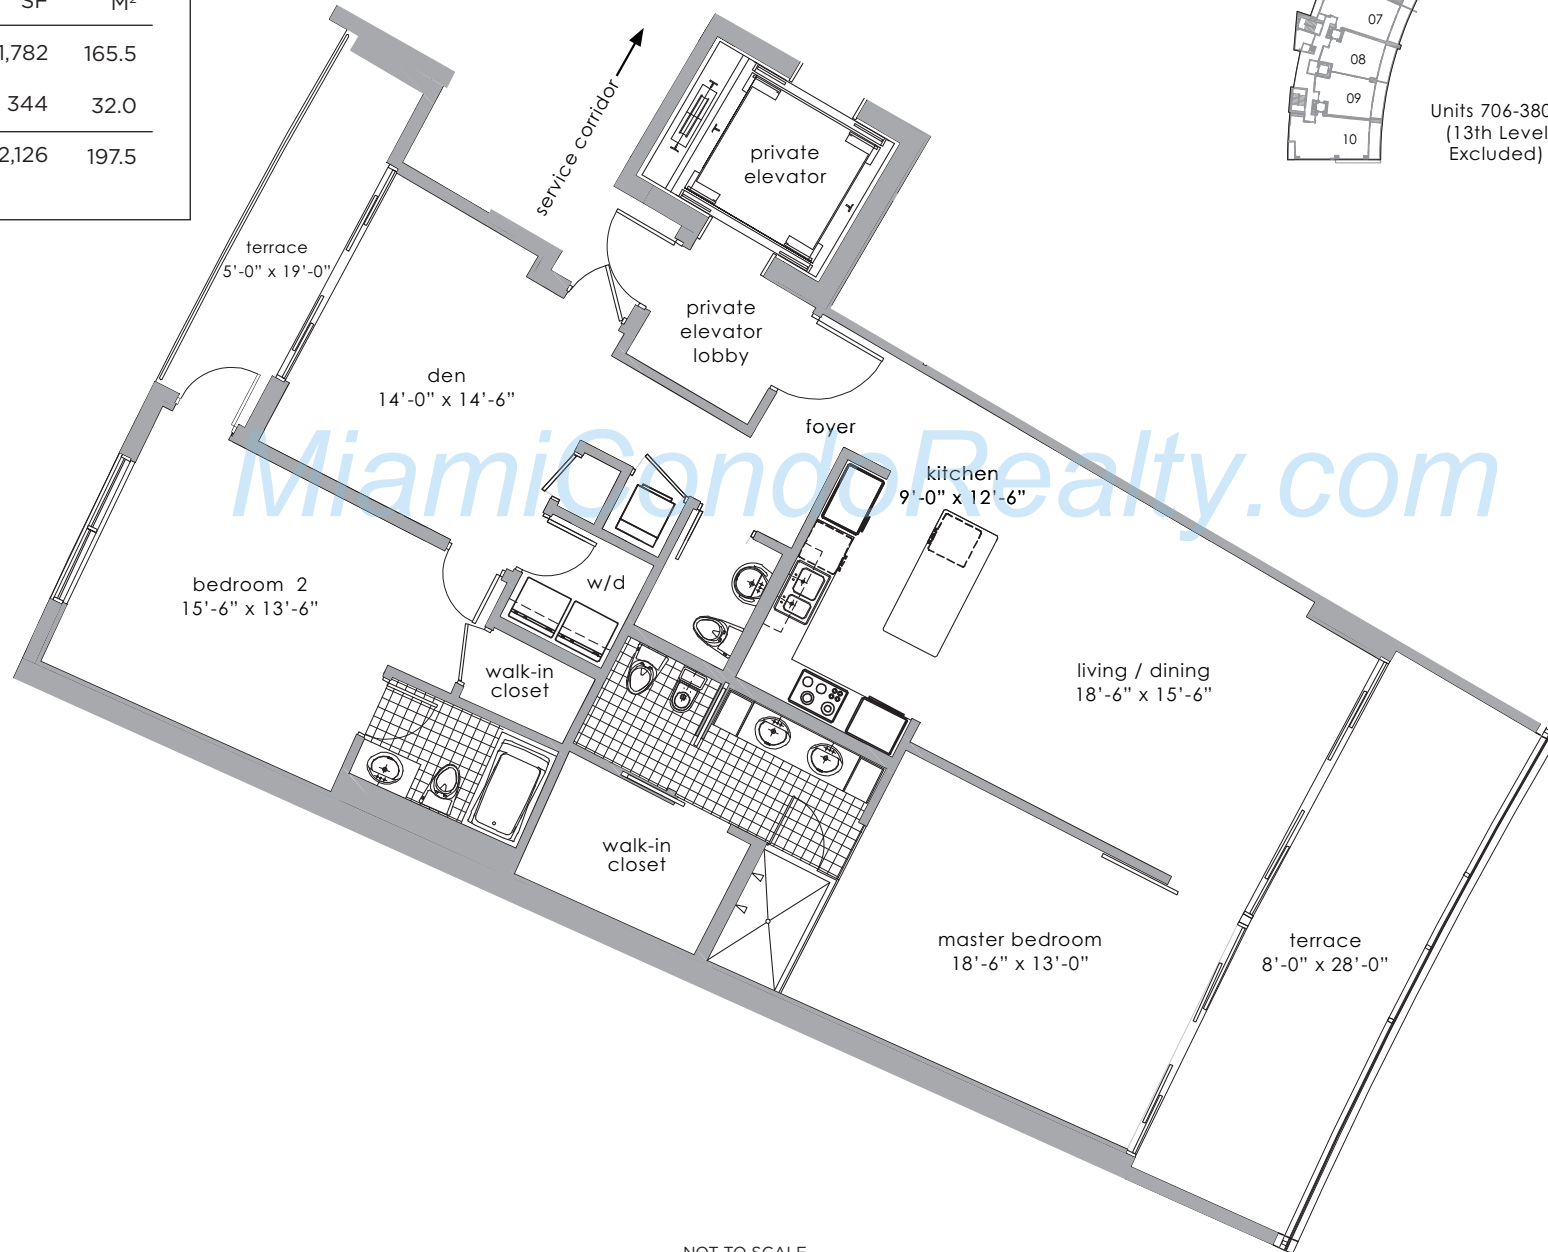 SF M²
1,782 165.5
344 32.0
2,126 197.5
07
08
09
10
Units 706-380
(13th Level
Excluded)
service corridor
private
elevator
terrace
5’-0” x 19’-0”
private
elevator
lobby
den
14’-0” x 14’-6”
foyer
kitchen
9’-0” x 12’-6”
MiamiCondoRealty.com
bedroom 2
15’-6” x 13’-6”
w/d
walk-in
closet
living / dining
18’-6” x 15’-6”
walk-in
closet
master bedroom
18’-6” x 13’-0”
terrace
8’-0” x 28’-0”
NOT TO SCALE